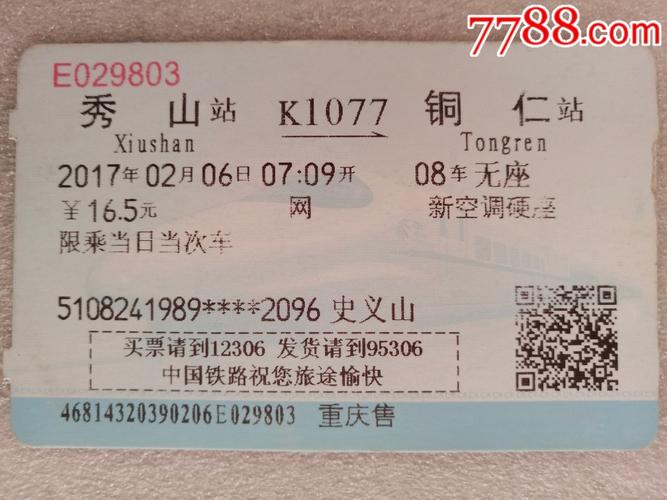 7788.com
E029803
秀 山站 K1077 铜 仁站
Xiushan Tongren
2017年02月06日 07:09开 08车 无座
￥16.5元 网 新空调硬座
限乘当日当次车
5108241989****2096 史义山
买票请到12306 发货请到95306
中国铁路祝您旅途愉快
46814320390206E029803 重庆售